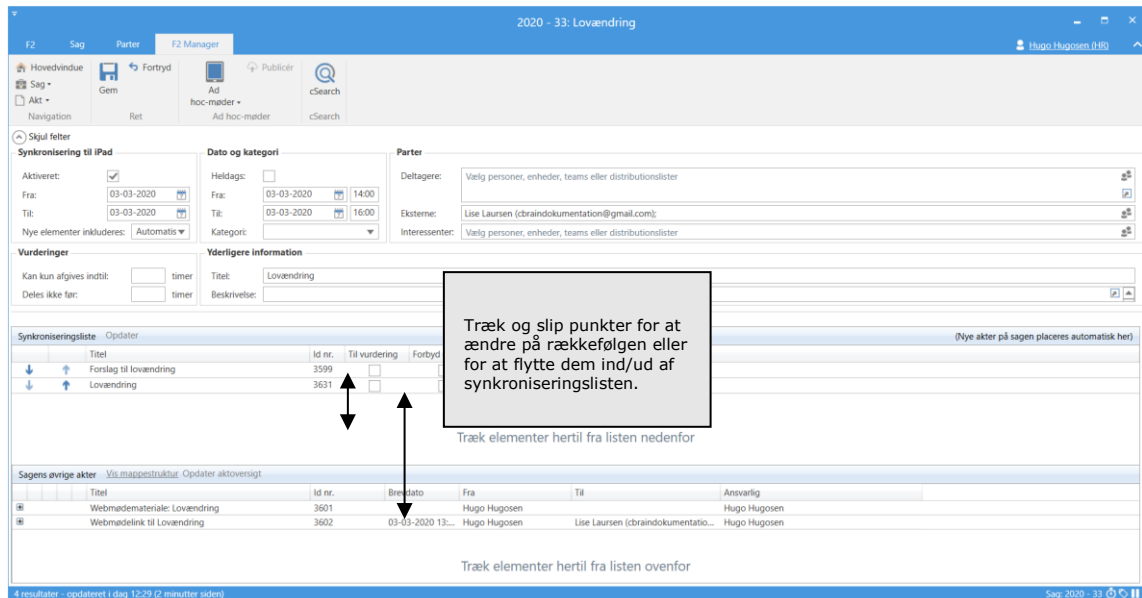 2020 - 33: Lovændring
F2 Sag Parter F2 Manager Hugo Hugosen (HR)
Hovedvindue
Sag
Akt
Navigation
Gem
Fortryd
Ret
Ad hoc-møder
Publicér
Ad hoc-møder
cSearch
cSearch
Skjul felter
Synkronisering til iPad
Aktiveret:
Fra: 03-03-2020
Til: 03-03-2020
Nye elementer inkluderes: Automatis
Dato og kategori
Heldags:
Fra: 03-03-2020 14:00
Til: 03-03-2020 16:00
Kategori:
Parter
Deltagere: Vælg personer, enheder, teams eller distributionslister
Eksterne: Lise Laursen (cbraindokumentation@gmail.com);
Interessenter: Vælg personer, enheder, teams eller distributionslister
Vurderinger
Kan kun afgives indtil: timer
Deles ikke før: timer
Yderligere information
Titel: Lovændring
Beskrivelse:
Træk og slip punkter for at
ændre på rækkefølgen eller
for at flytte dem ind/ud af
synkroniseringslisten.
Synkroniseringsliste Opdater (Nye akter på sagen placeres automatisk her)
Titel Id nr. Til vurdering Forbyd
Forslag til lovændring 3599
Lovændring 3631
Træk elementer hertil fra listen nedenfor
Sagens øvrige akter Vis mappestruktur Opdater aktoversigt
Titel Id nr. Brevdato Fra Til Ansvarlig
Webmødemateriale: Lovændring 3601 Hugo Hugosen Hugo Hugosen
Webmødelink til Lovændring 3602 03-03-2020 13:... Hugo Hugosen Lise Laursen (cbraindokumentatio... Hugo Hugosen
Træk elementer hertil fra listen ovenfor
4 resultater - opdateret i dag 12:29 (2 minutter siden) Sag: 2020 - 33